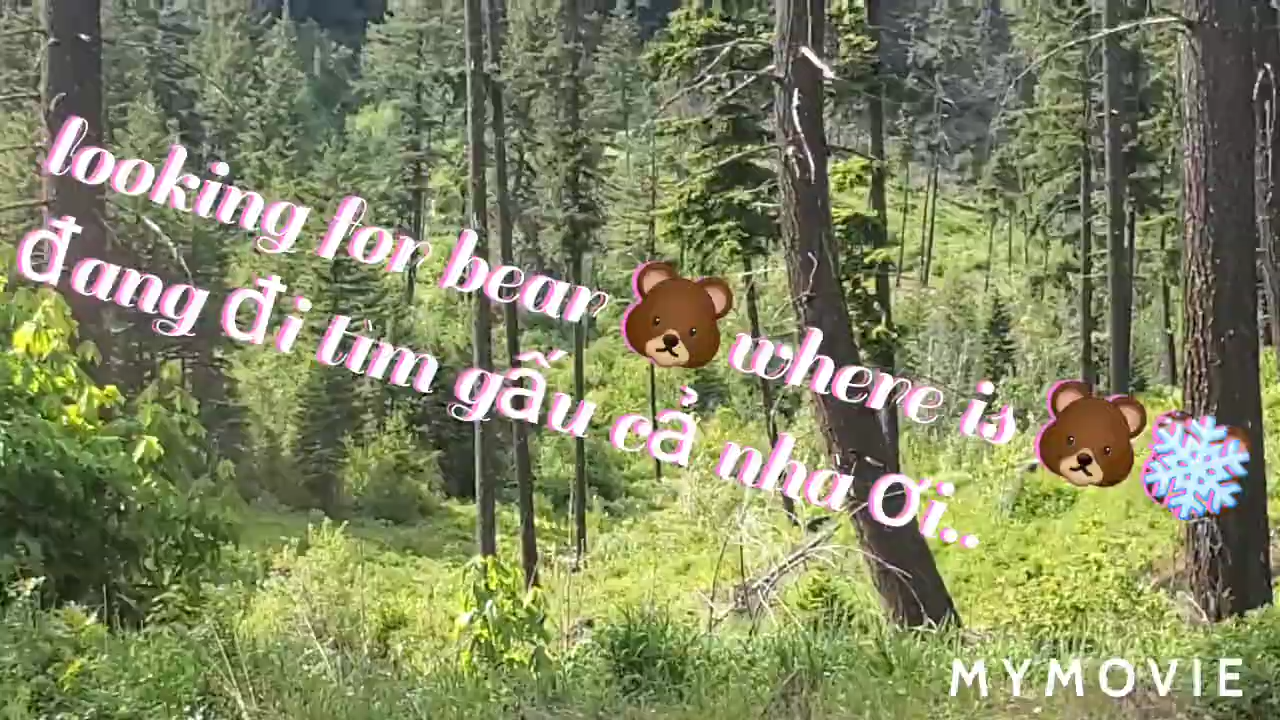 looking for bear 🐻 where is 🐻❄
đang đi tìm gấu cả nha Ơi..
MYMOVIE